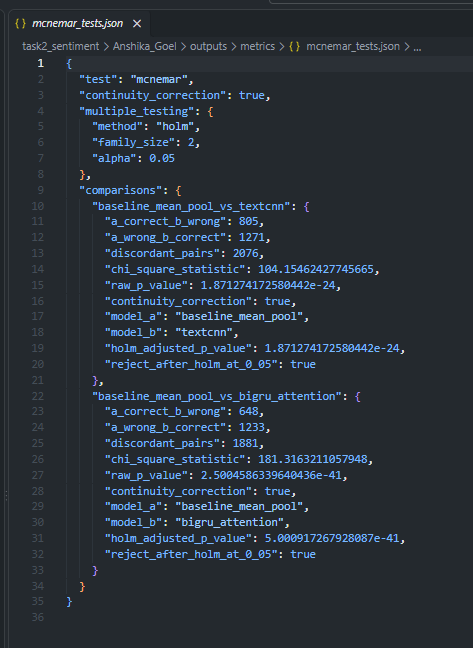 {} mcnemar_tests.json ×
task2_sentiment > Anshika_Goel > outputs > metrics > {} mcnemar_tests.json > ...
1 {
2 "test": "mcnemar",
3 "continuity_correction": true,
4 "multiple_testing": {
5 "method": "holm",
6 "family_size": 2,
7 "alpha": 0.05
8 },
9 "comparisons": {
10 "baseline_mean_pool_vs_textcnn": {
11 "a_correct_b_wrong": 805,
12 "a_wrong_b_correct": 1271,
13 "discordant_pairs": 2076,
14 "chi_square_statistic": 104.15462427745665,
15 "raw_p_value": 1.871274172580442e-24,
16 "continuity_correction": true,
17 "model_a": "baseline_mean_pool",
18 "model_b": "textcnn",
19 "holm_adjusted_p_value": 1.871274172580442e-24,
20 "reject_after_holm_at_0_05": true
21 },
22 "baseline_mean_pool_vs_bigru_attention": {
23 "a_correct_b_wrong": 648,
24 "a_wrong_b_correct": 1233,
25 "discordant_pairs": 1881,
26 "chi_square_statistic": 181.3163211057948,
27 "raw_p_value": 2.5004586339640436e-41,
28 "continuity_correction": true,
29 "model_a": "baseline_mean_pool",
30 "model_b": "bigru_attention",
31 "holm_adjusted_p_value": 5.000917267928087e-41,
32 "reject_after_holm_at_0_05": true
33 }
34 }
35 }
36